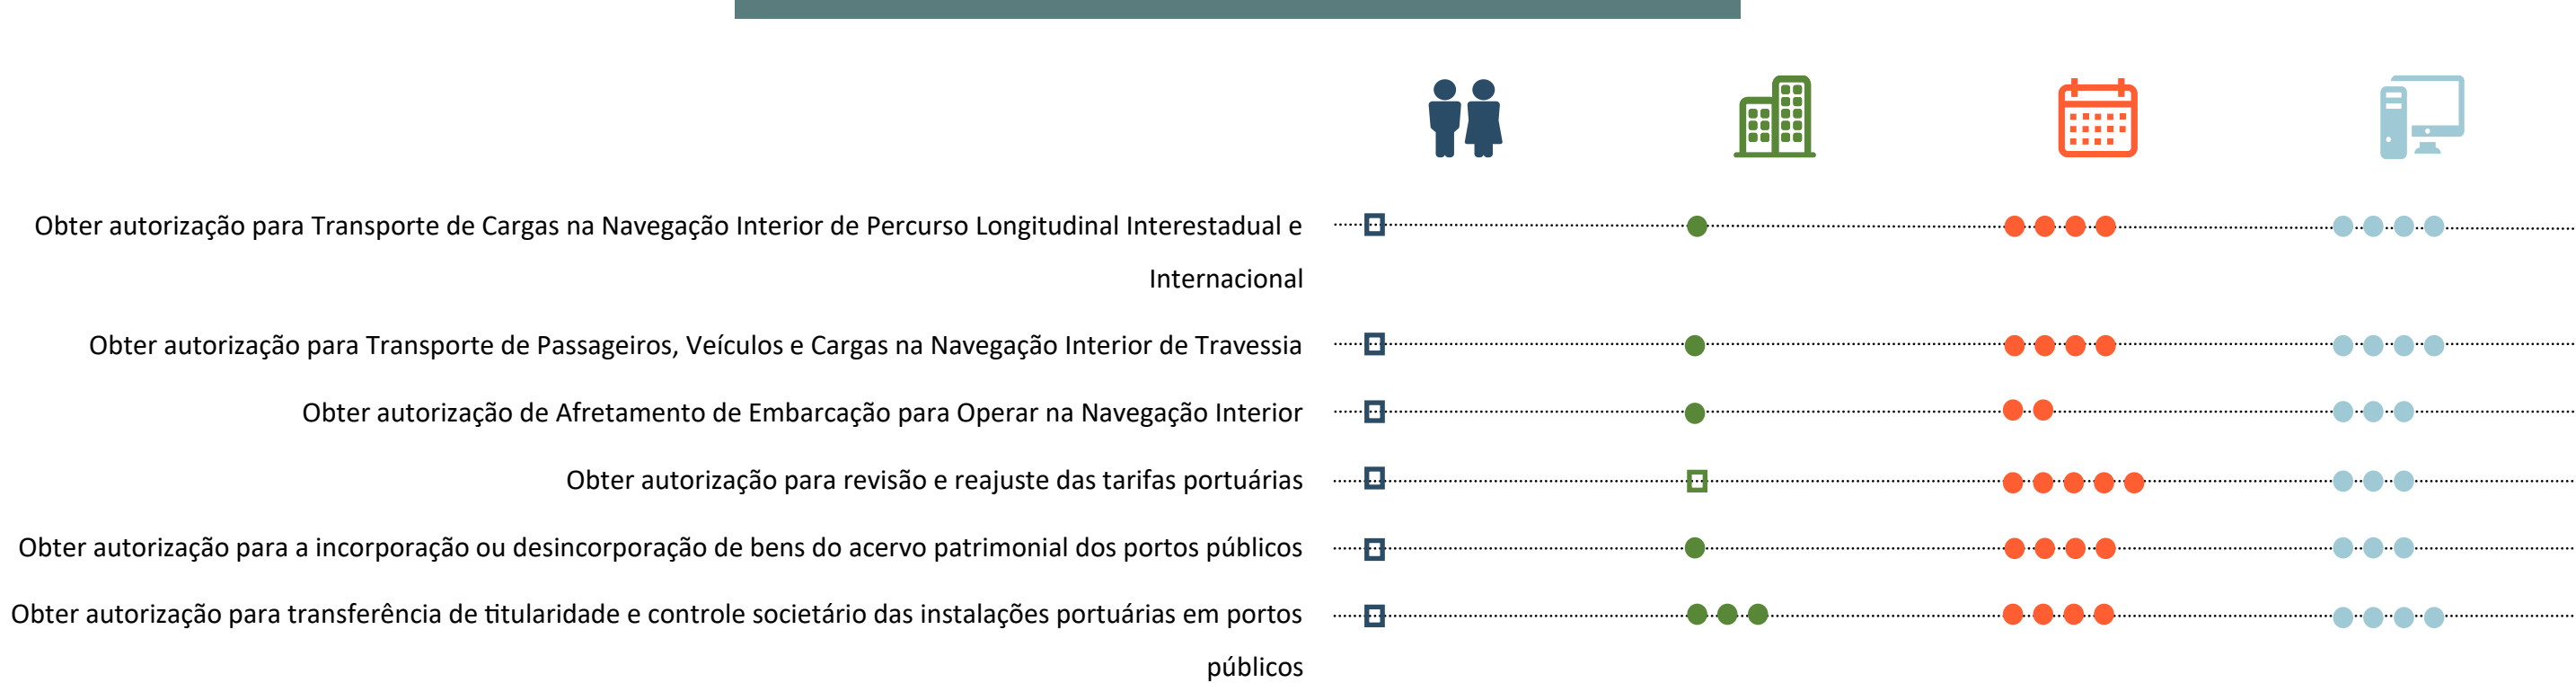 Obter autorização para Transporte de Cargas na Navegação Interior de Percurso Longitudinal Interestadual e
Internacional
Obter autorização para Transporte de Passageiros, Veículos e Cargas na Navegação Interior de Travessia
Obter autorização de Afretamento de Embarcação para Operar na Navegação Interior
Obter autorização para revisão e reajuste das tarifas portuárias
Obter autorização para a incorporação ou desincorporação de bens do acervo patrimonial dos portos públicos
Obter autorização para transferência de titularidade e controle societário das instalações portuárias em portos
públicos